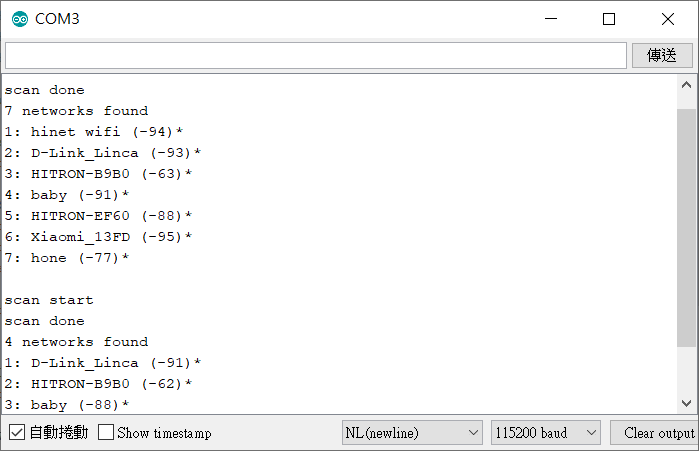 COM3
傳送
scan done
7 networks found
1: hinet wifi (-94)*
2: D-Link_Linca (-93)*
3: HITRON-B9B0 (-63)*
4: baby (-91)*
5: HITRON-EF60 (-88)*
6: Xiaomi_13FD (-95)*
7: hone (-77)*
scan start
scan done
4 networks found
1: D-Link_Linca (-91)*
2: HITRON-B9B0 (-62)*
3: baby (-88)*
自動捲動 Show timestamp NL(newline) 115200 baud Clear output